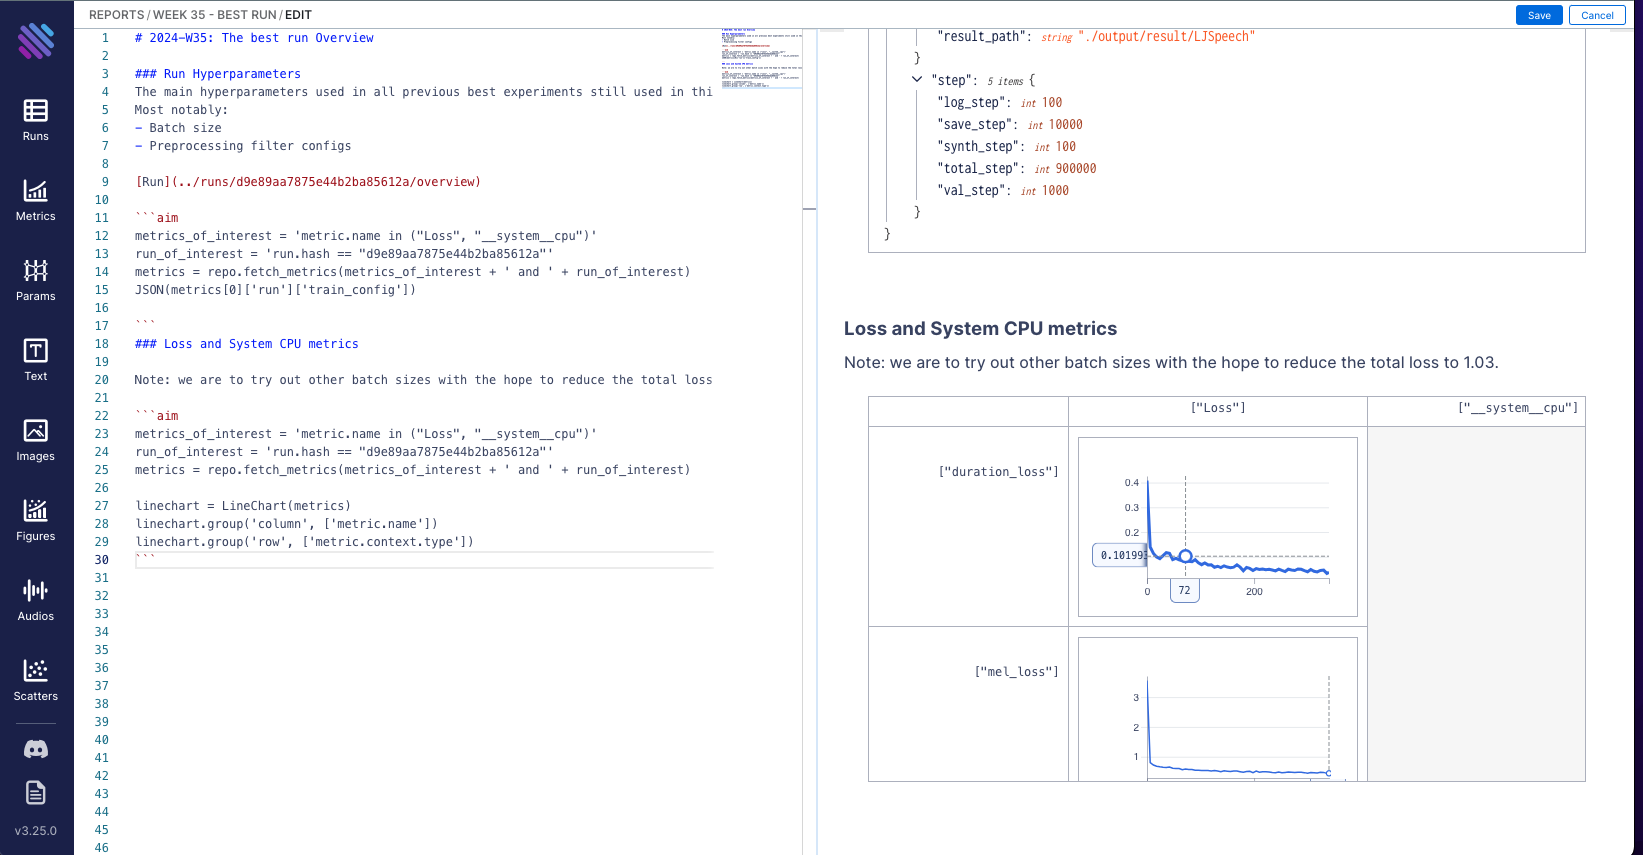 REPORTS / WEEK 35 - BEST RUN / EDIT
Save
Cancel
Runs
Metrics
Params
Text
Images
Figures
Audios
Scatters
v3.25.0
1 # 2024-W35: The best run Overview
2
3 ### Run Hyperparameters
4 The main hyperparameters used in all previous best experiments still used in thi
5 Most notably:
6 - Batch size
7 - Preprocessing filter configs
8
9 [Run](../runs/d9e89aa7875e44b2ba85612a/overview)
10
11 ```aim
12 metrics_of_interest = 'metric.name in ("Loss", "__system__cpu")'
13 run_of_interest = 'run.hash == "d9e89aa7875e44b2ba85612a"'
14 metrics = repo.fetch_metrics(metrics_of_interest + ' and ' + run_of_interest)
15 JSON(metrics[0]['run']['train_config'])
16
17 ```
18 ### Loss and System CPU metrics
19
20 Note: we are to try out other batch sizes with the hope to reduce the total loss
21
22 ```aim
23 metrics_of_interest = 'metric.name in ("Loss", "__system__cpu")'
24 run_of_interest = 'run.hash == "d9e89aa7875e44b2ba85612a"'
25 metrics = repo.fetch_metrics(metrics_of_interest + ' and ' + run_of_interest)
26
27 linechart = LineChart(metrics)
28 linechart.group('column', ['metric.name'])
29 linechart.group('row', ['metric.context.type'])
30 ```
31
32
33
34
35
36
37
38
39
40
41
42
43
44
45
46
"result_path": string "./output/result/LJSpeech"
}
"step": 5 items {
"log_step": int 100
"save_step": int 10000
"synth_step": int 100
"total_step": int 900000
"val_step": int 1000
}
}
Loss and System CPU metrics
Note: we are to try out other batch sizes with the hope to reduce the total loss to 1.03.
["Loss"]
["__system__cpu"]
["duration_loss"]
0.4
0.3
0.2
0.10199
0
72
200
["mel_loss"]
3
2
1